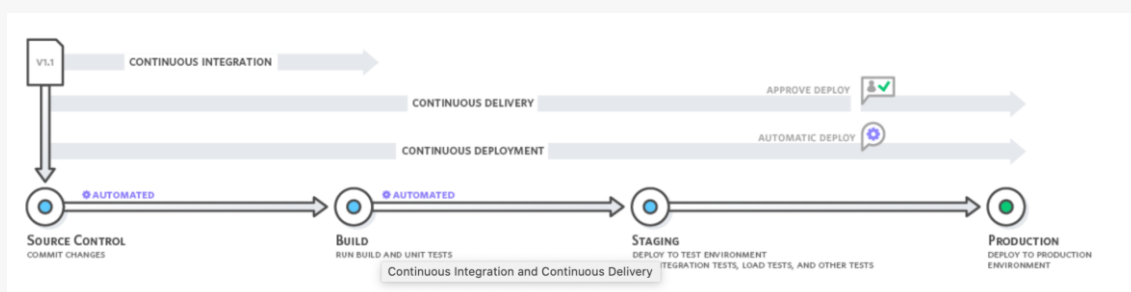 V1.1
CONTINUOUS INTEGRATION
APPROVE DEPLOY
CONTINUOUS DELIVERY
AUTOMATIC DEPLOY
CONTINUOUS DEPLOYMENT
AUTOMATED
AUTOMATED
SOURCE CONTROL
COMMIT CHANGES
BUILD
RUN BUILD AND UNIT TESTS
STAGING
DEPLOY TO TEST ENVIRONMENT
TEGRATION TESTS, LOAD TESTS, AND OTHER TESTS
PRODUCTION
DEPLOY TO PRODUCTION
ENVIRONMENT
Continuous Integration and Continuous Delivery